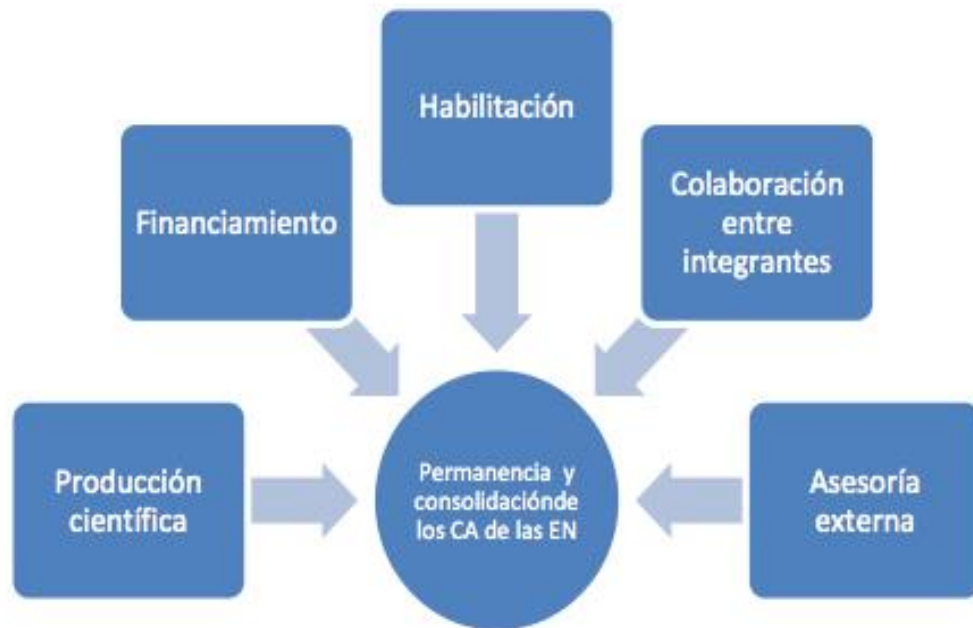 Habilitación
Financiamiento
Colaboración
entre
integrantes
Producción
científica
Permanencia y
consolidaciónde
los CA de las EN
Asesoría
externa